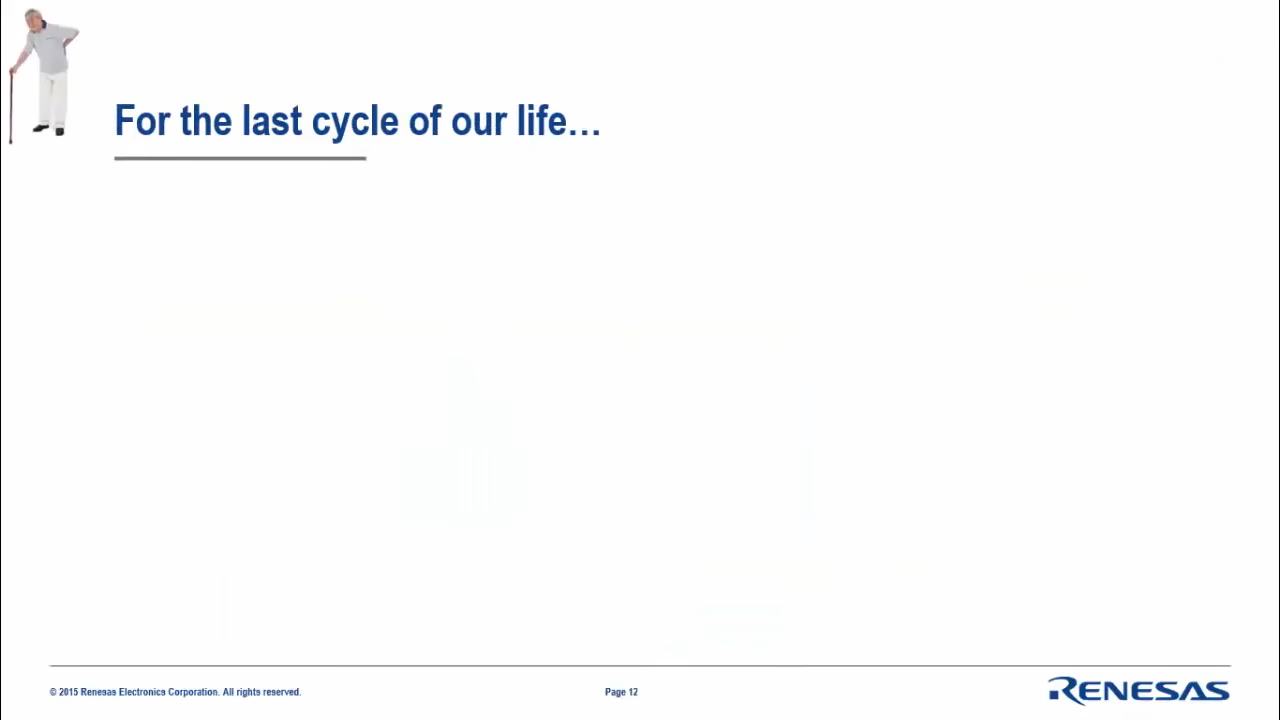 For the last cycle of our life…
© 2015 Renesas Electronics Corporation. All rights reserved.
Page 12
RENESAS